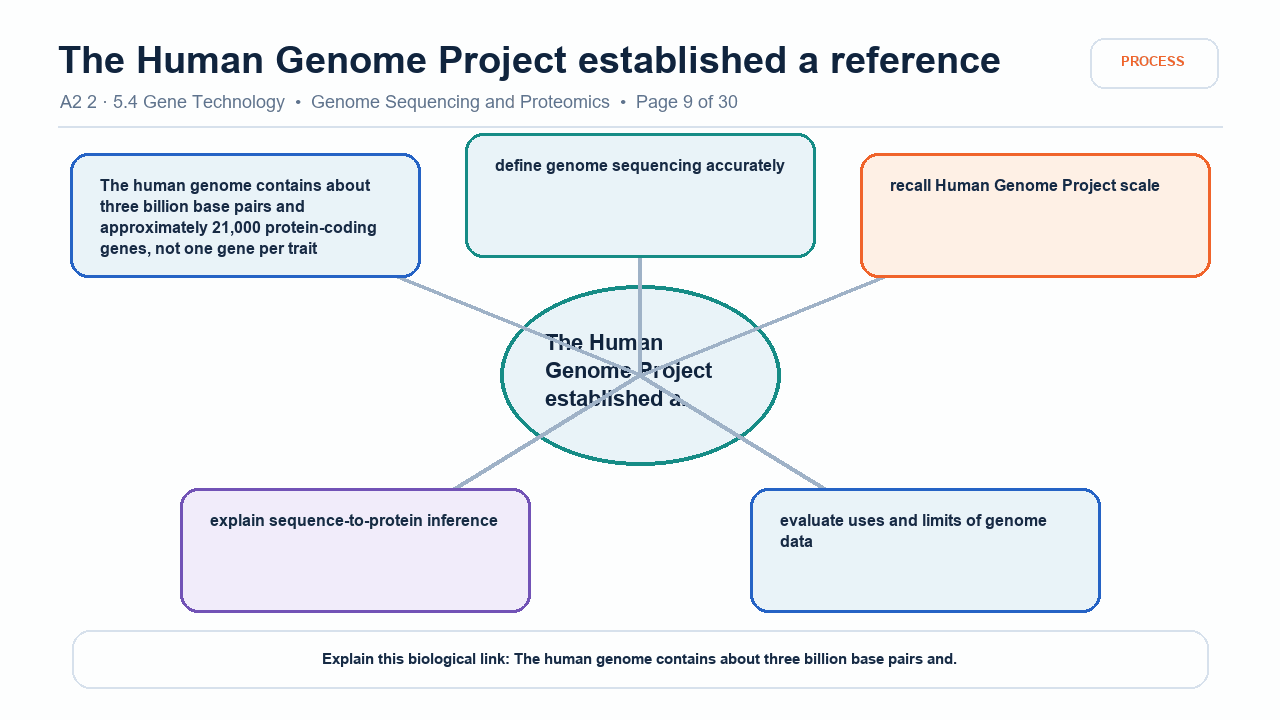 The Human Genome Project established a reference
PROCESS
A2 2 · 5.4 Gene Technology • Genome Sequencing and Proteomics • Page 9 of 30
The human genome contains about
three billion base pairs and
approximately 21,000 protein-coding
genes, not one gene per trait
define genome sequencing accurately
recall Human Genome Project scale
The Human
Genome Project
established a.
explain sequence-to-protein inference
evaluate uses and limits of genome
data
Explain this biological link: The human genome contains about three billion base pairs and.